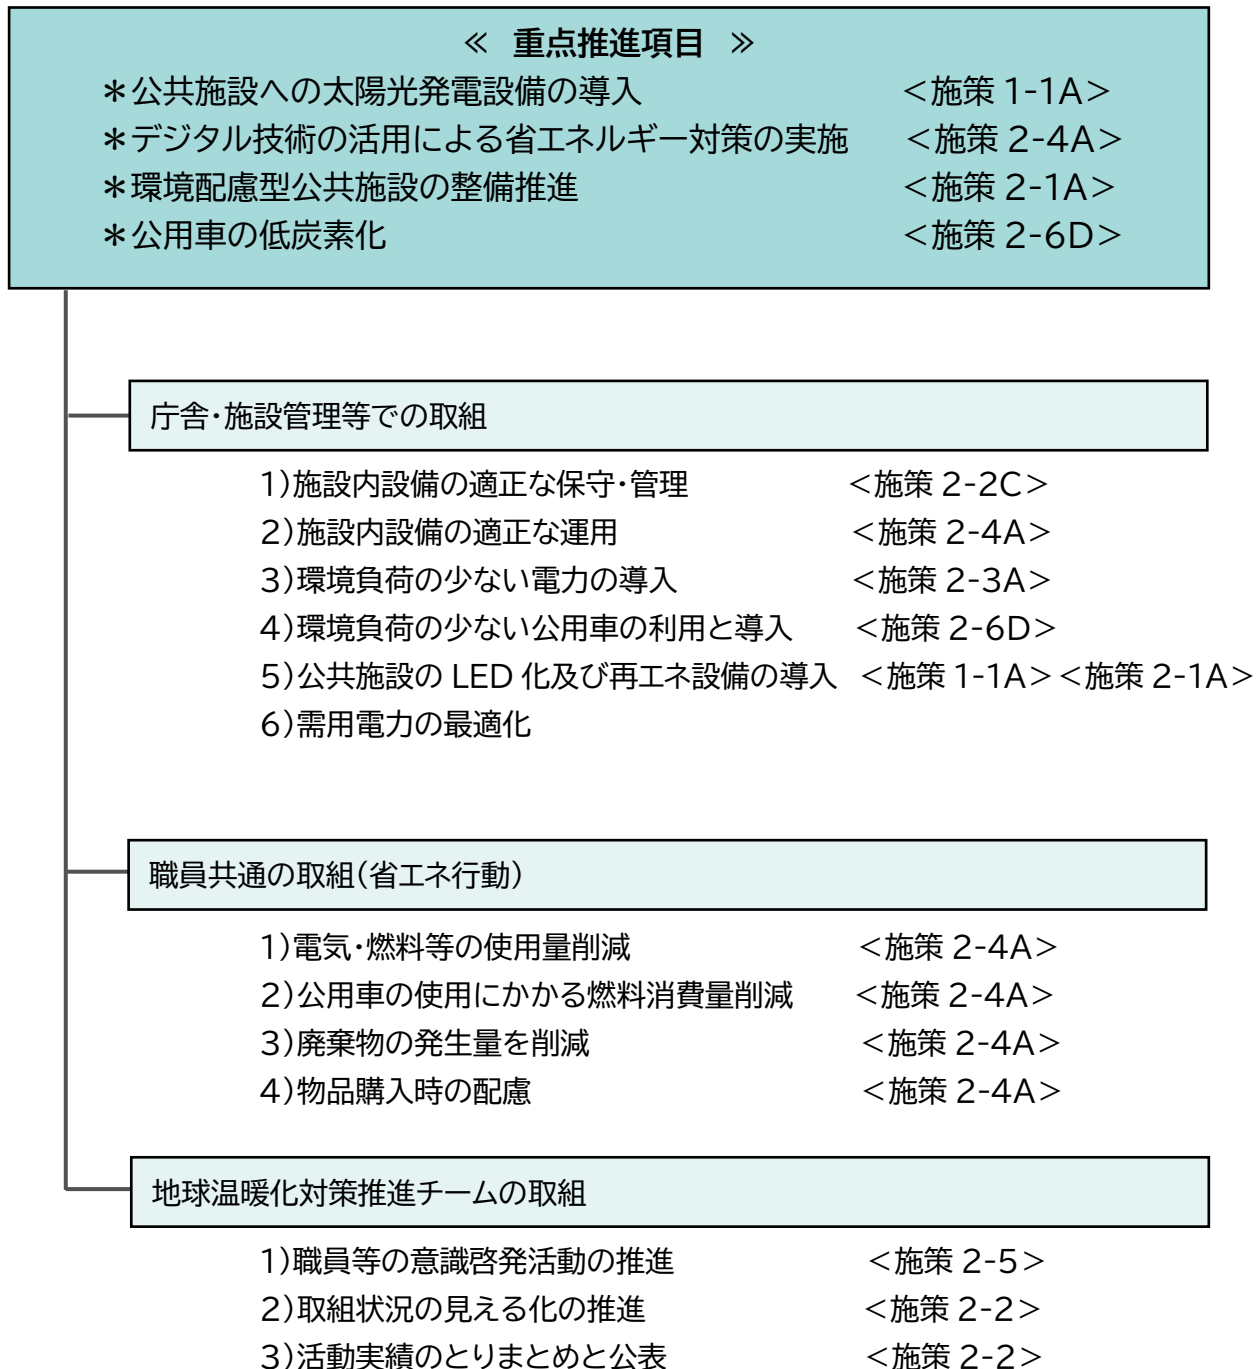 ≪ 重点推進項目 ≫
＊公共施設への太陽光発電設備の導入 ＜施策 1-1A＞
＊デジタル技術の活用による省エネルギー対策の実施 ＜施策 2-4A＞
＊環境配慮型公共施設の整備推進 ＜施策 2-1A＞
＊公用車の低炭素化 ＜施策 2-6D＞
庁舎・施設管理等での取組
1)施設内設備の適正な保守・管理 ＜施策 2-2C＞
2)施設内設備の適正な運用 ＜施策 2-4A＞
3)環境負荷の少ない電力の導入 ＜施策 2-3A＞
4)環境負荷の少ない公用車の利用と導入 ＜施策 2-6D＞
5)公共施設の LED 化及び再エネ設備の導入 ＜施策 1-1A＞＜施策 2-1A＞
6)需用電力の最適化
職員共通の取組(省エネ行動)
1)電気・燃料等の使用量削減 ＜施策 2-4A＞
2)公用車の使用にかかる燃料消費量削減 ＜施策 2-4A＞
3)廃棄物の発生量を削減 ＜施策 2-4A＞
4)物品購入時の配慮 ＜施策 2-4A＞
地球温暖化対策推進チームの取組
1)職員等の意識啓発活動の推進 ＜施策 2-5＞
2)取組状況の見える化の推進 ＜施策 2-2＞
3)活動実績のとりまとめと公表 ＜施策 2-2＞